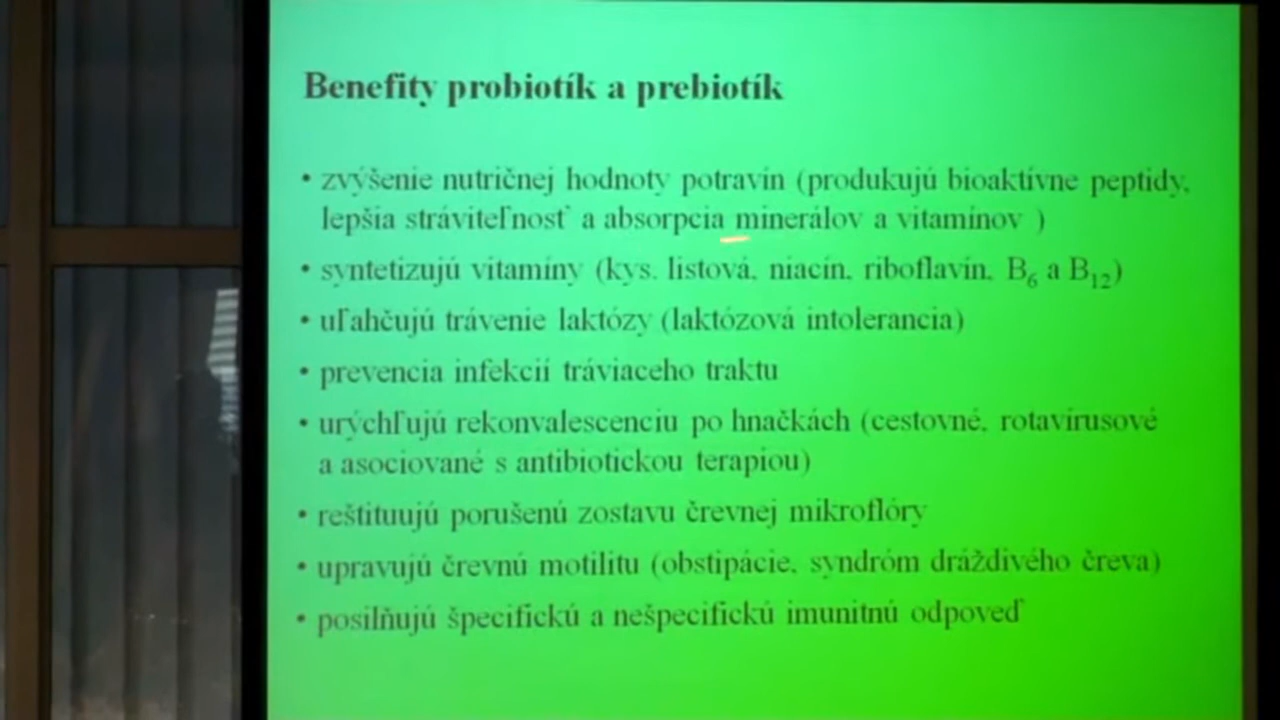 Benefity probiotík a prebiotík
• zvýšenie nutričnej hodnoty potravín (produkujú bioaktívne peptidy,
lepšia stráviteľnosť a absorpcia minerálov a vitamínov )
• syntetizujú vitamíny (kys. listová, niacín, riboflavín, B6 a B12)
• uľahčujú trávenie laktózy (laktózová intolerancia)
• prevencia infekcií tráviaceho traktu
• urýchľujú rekonvalescenciu po hnačkách (cestovné, rotavírusové
a asociované s antibiotickou terapiou)
• reštituujú porušenú zostavu črevnej mikroflóry
• upravujú črevnú motilitu (obstipácie, syndróm dráždivého čreva)
• posilňujú špecifickú a nešpecifickú imunitnú odpoveď